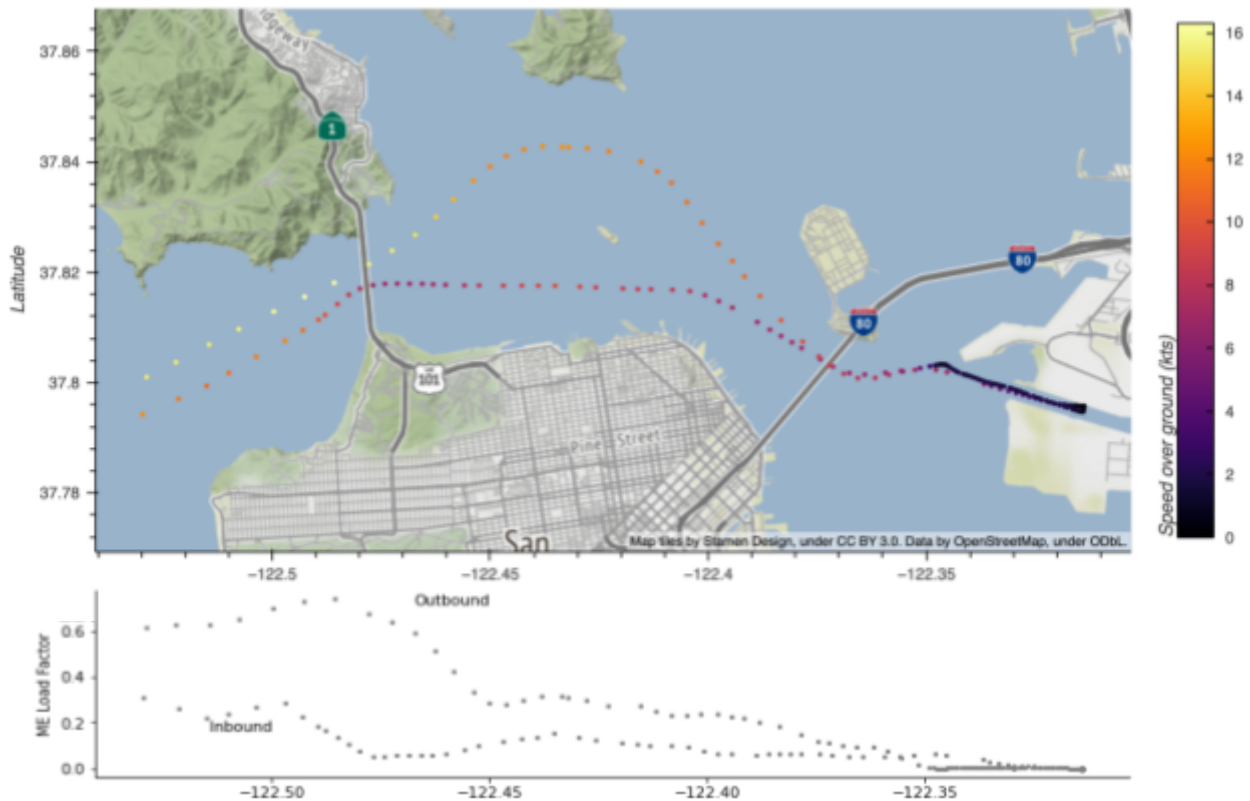 16
37.86
idgeway
14
1
37.84
12
10
37.82
80
Latitude
80
8
Speed over ground (kts)
6
37.8
101
4
Pine Street
37.78
2
San
Map tiles by Stamen Design, under CC BY 3.0. Data by OpenStreetMap, under ODbL.
0
−122.5 −122.45 −122.4 −122.35
Outbound
0.6
ME Load Factor
0.4
0.2
Inbound
0.0
−122.50 −122.45 −122.40 −122.35